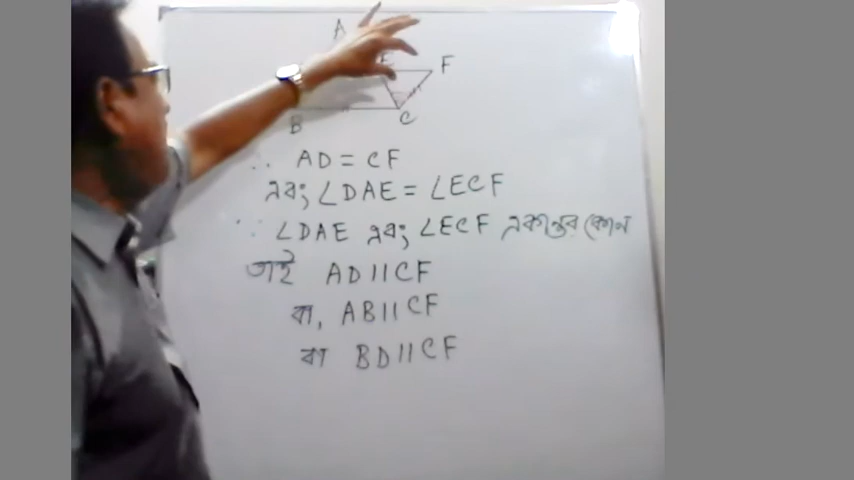 A
E F
B C
∴ AD = CF
এবং ∠DAE = ∠ECF
∵ ∠DAE এবং ∠ECF একান্তর কোন
তাই AD || CF
বা, AB || CF
বা BD || CF